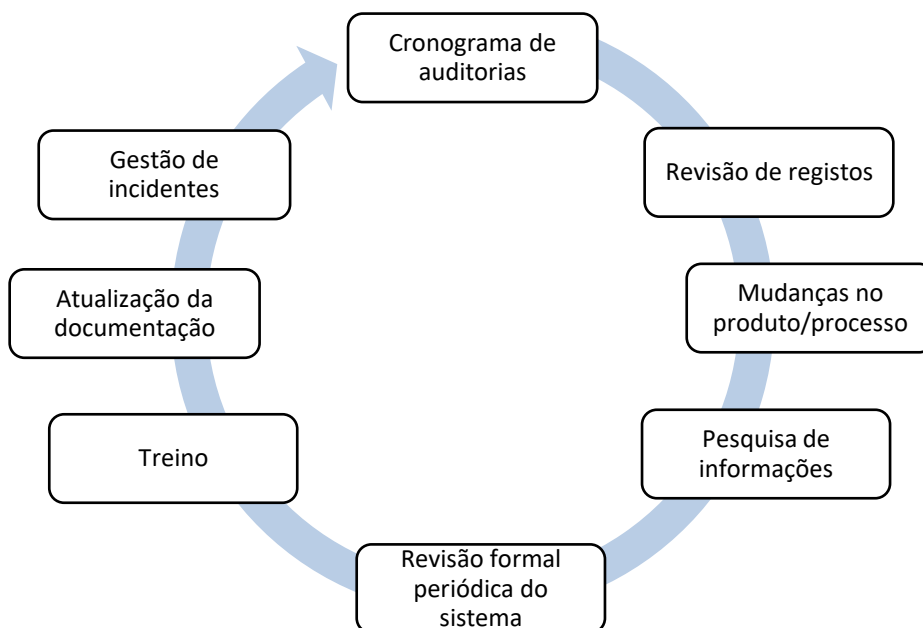 Cronograma de
auditorias
Revisão de registos
Mudanças no
produto/processo
Pesquisa de
informações
Revisão formal
periódica do
sistema
Treino
Atualização da
documentação
Gestão de
incidentes